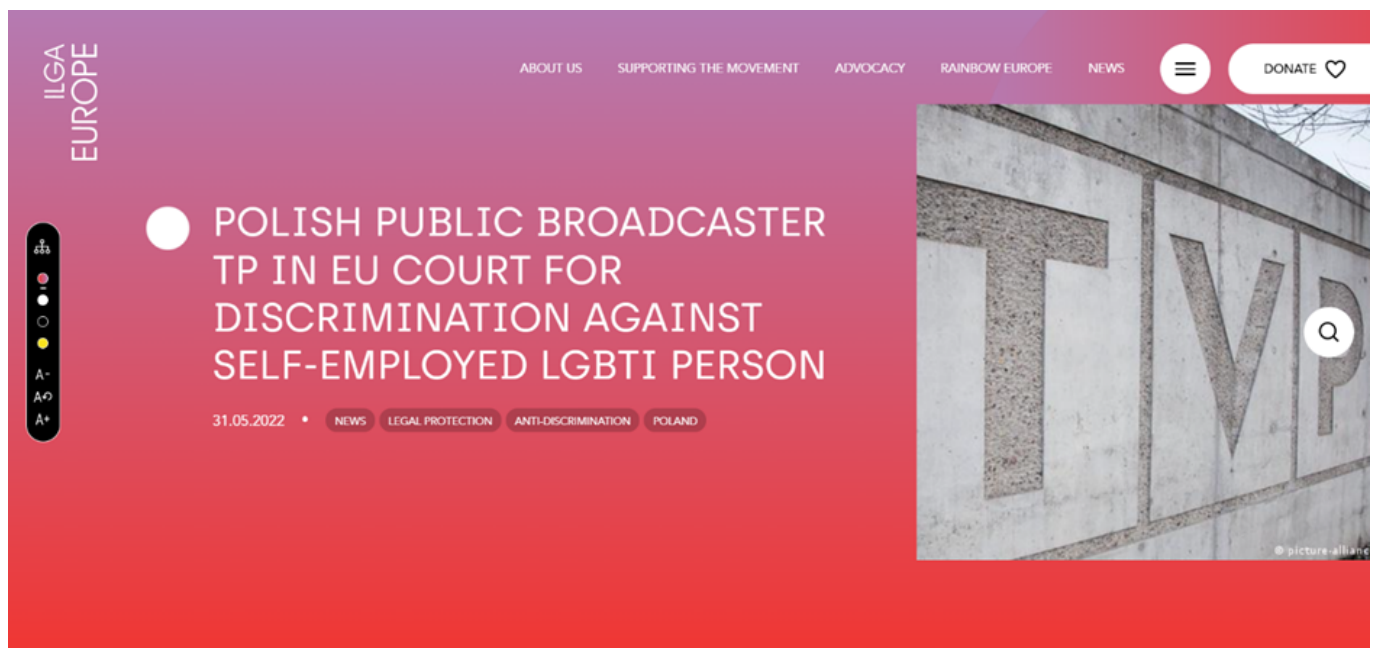 ILGA
EUROPE
ABOUT US SUPPORTING THE MOVEMENT ADVOCACY RAINBOW EUROPE NEWS DONATE
POLISH PUBLIC BROADCASTER
TP IN EU COURT FOR
DISCRIMINATION AGAINST
SELF-EMPLOYED LGBTI PERSON
31.05.2022 • NEWS LEGAL PROTECTION ANTI-DISCRIMINATION POLAND
A-
A
A+
TVP
© picture-allianc